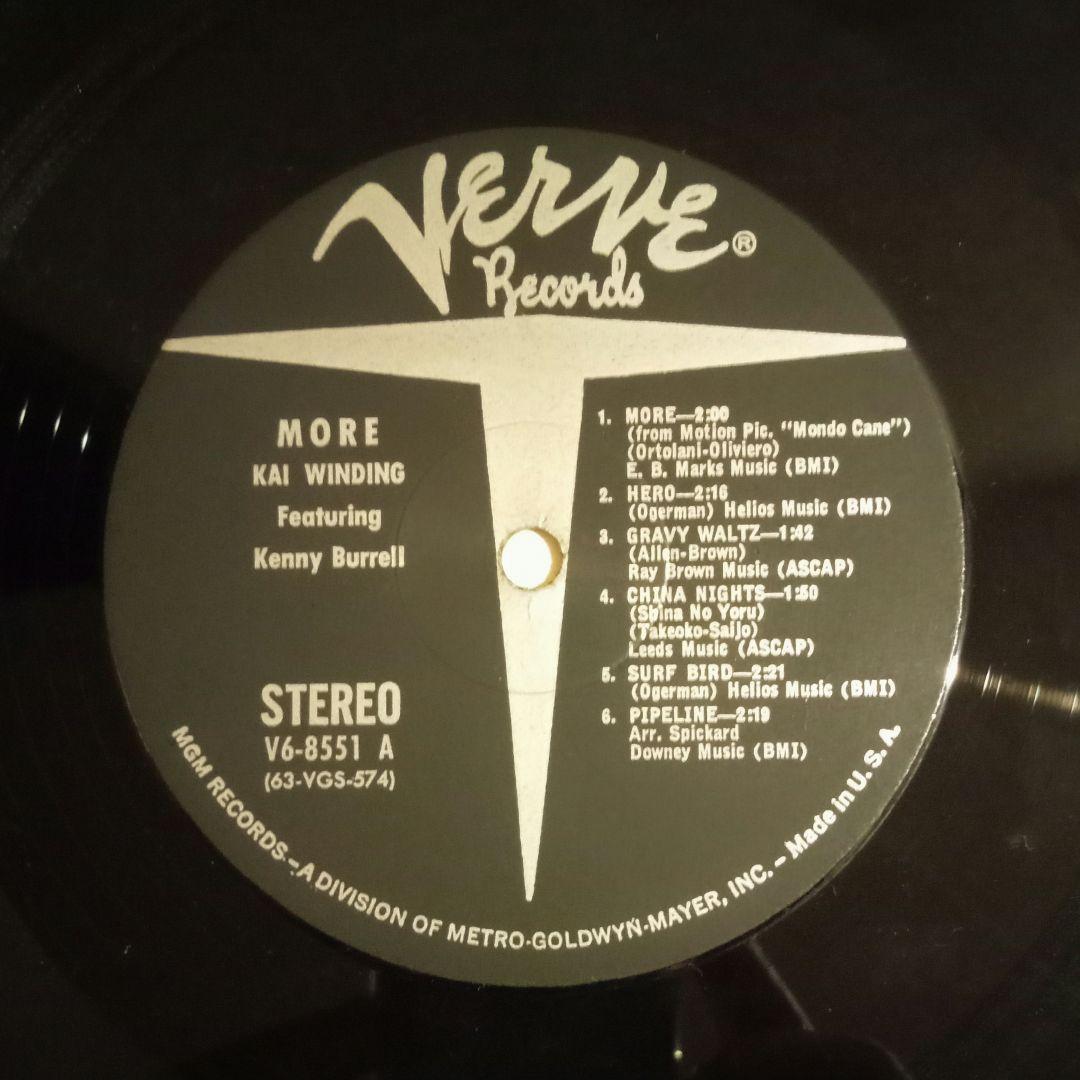 Verve®
Records
MORE
KAI WINDING
Featuring
Kenny Burrell
STEREO
V6-8551 A
(63-VGS-574)
1. MORE—2:00
(from Motion Pic. "Mondo Cane")
(Ortolani-Oliviero)
E. B. Marks Music (BMI)
2. HERO—2:16
(Ogerman) Helios Music (BMI)
3. GRAVY WALTZ—1:42
(Allen-Brown)
Ray Brown Music (ASCAP)
4. CHINA NIGHTS—1:50
(Shina No Yoru)
(Takeoko-Saijo)
Leeds Music (ASCAP)
5. SURF BIRD—2:21
(Ogerman) Helios Music (BMI)
6. PIPELINE—2:19
Arr. Spickard
Downey Music (BMI)
MGM RECORDS – A DIVISION OF METRO-GOLDWYN-MAYER, INC. – Made in U. S. A.